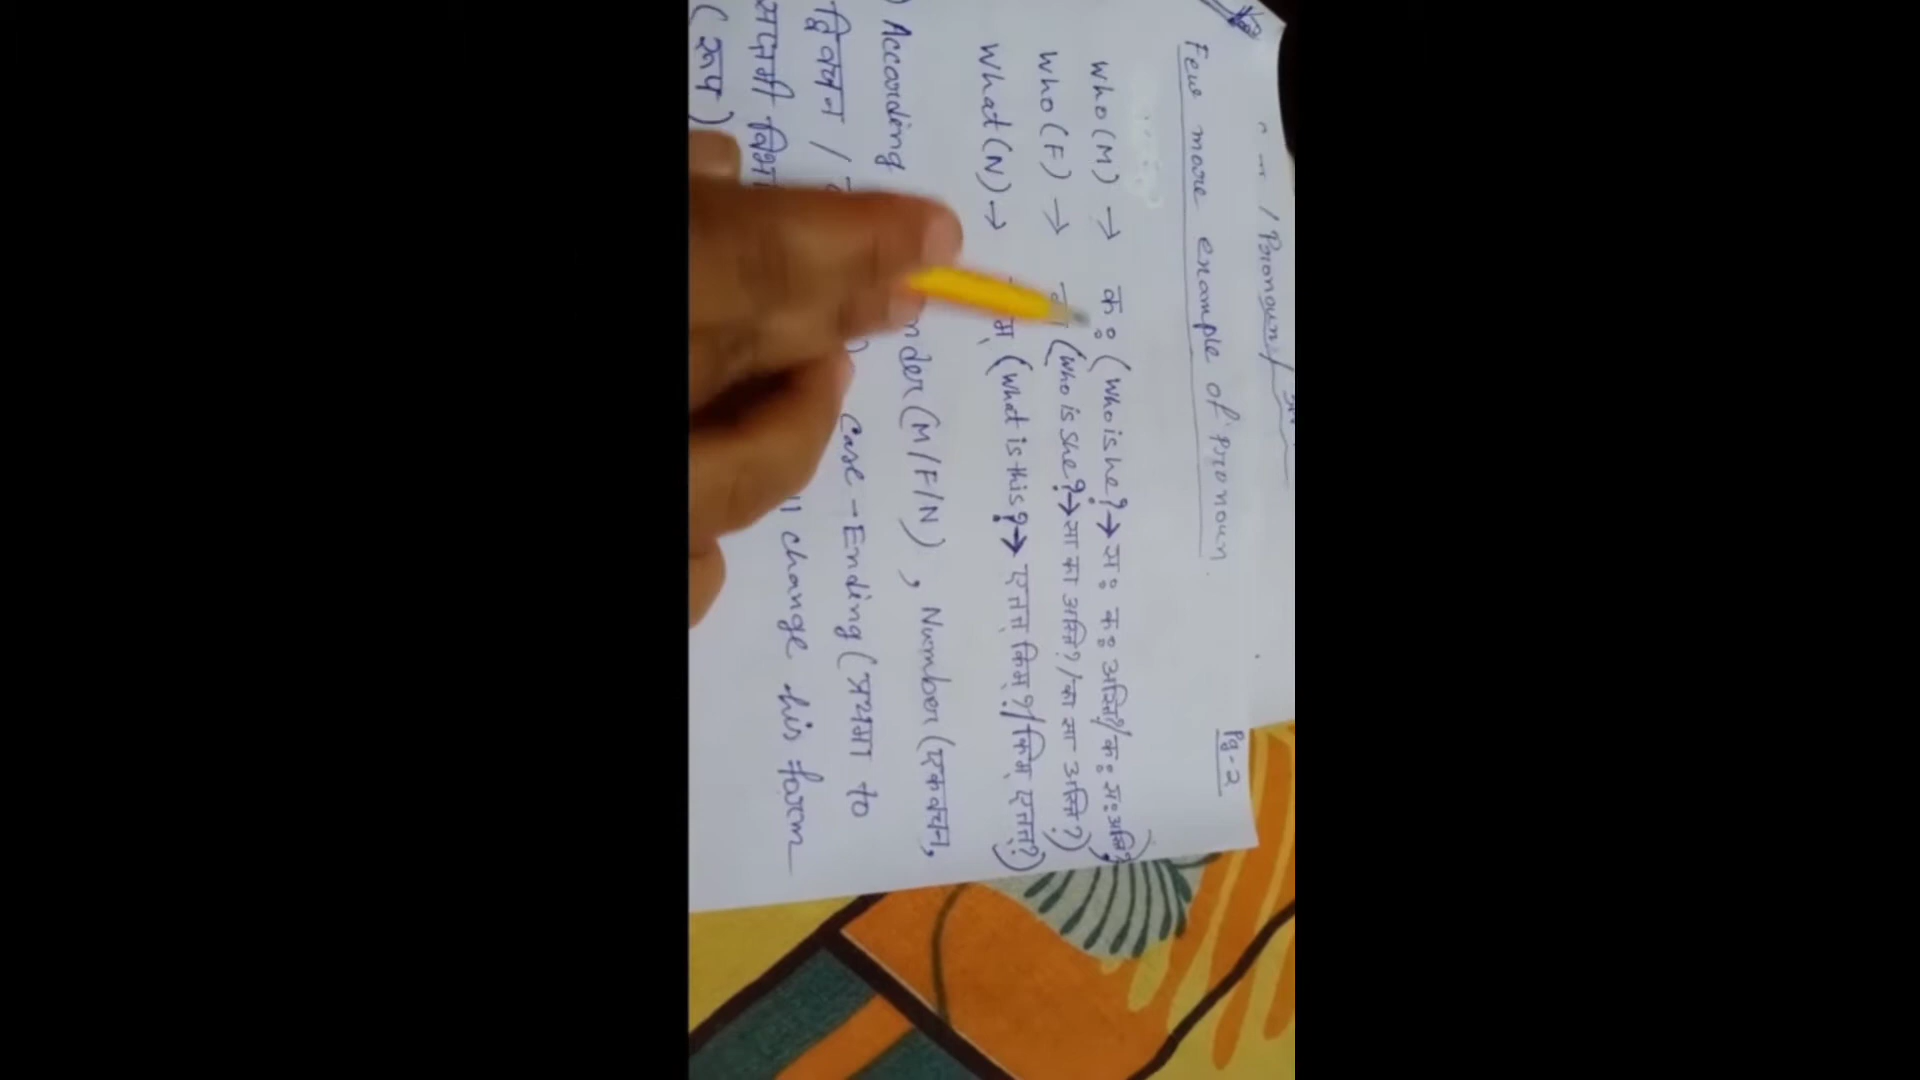 / Pronoun /
Pg-2
Few more example of Pronoun.
Who (M) → कः (Who is he? → सः कः अस्ति?/कः सः अस्ति?)
Who (F) → (Who is she? → सा का अस्ति?/का सा अस्ति?)
What (N) → (What is this? → एतत् किम्?/किम् एतत्?)
According (M/F/N), Number (एकवचन,
द्विवचन / Case-Ending (प्रथमा to
सप्तमी change his form
(रूप)